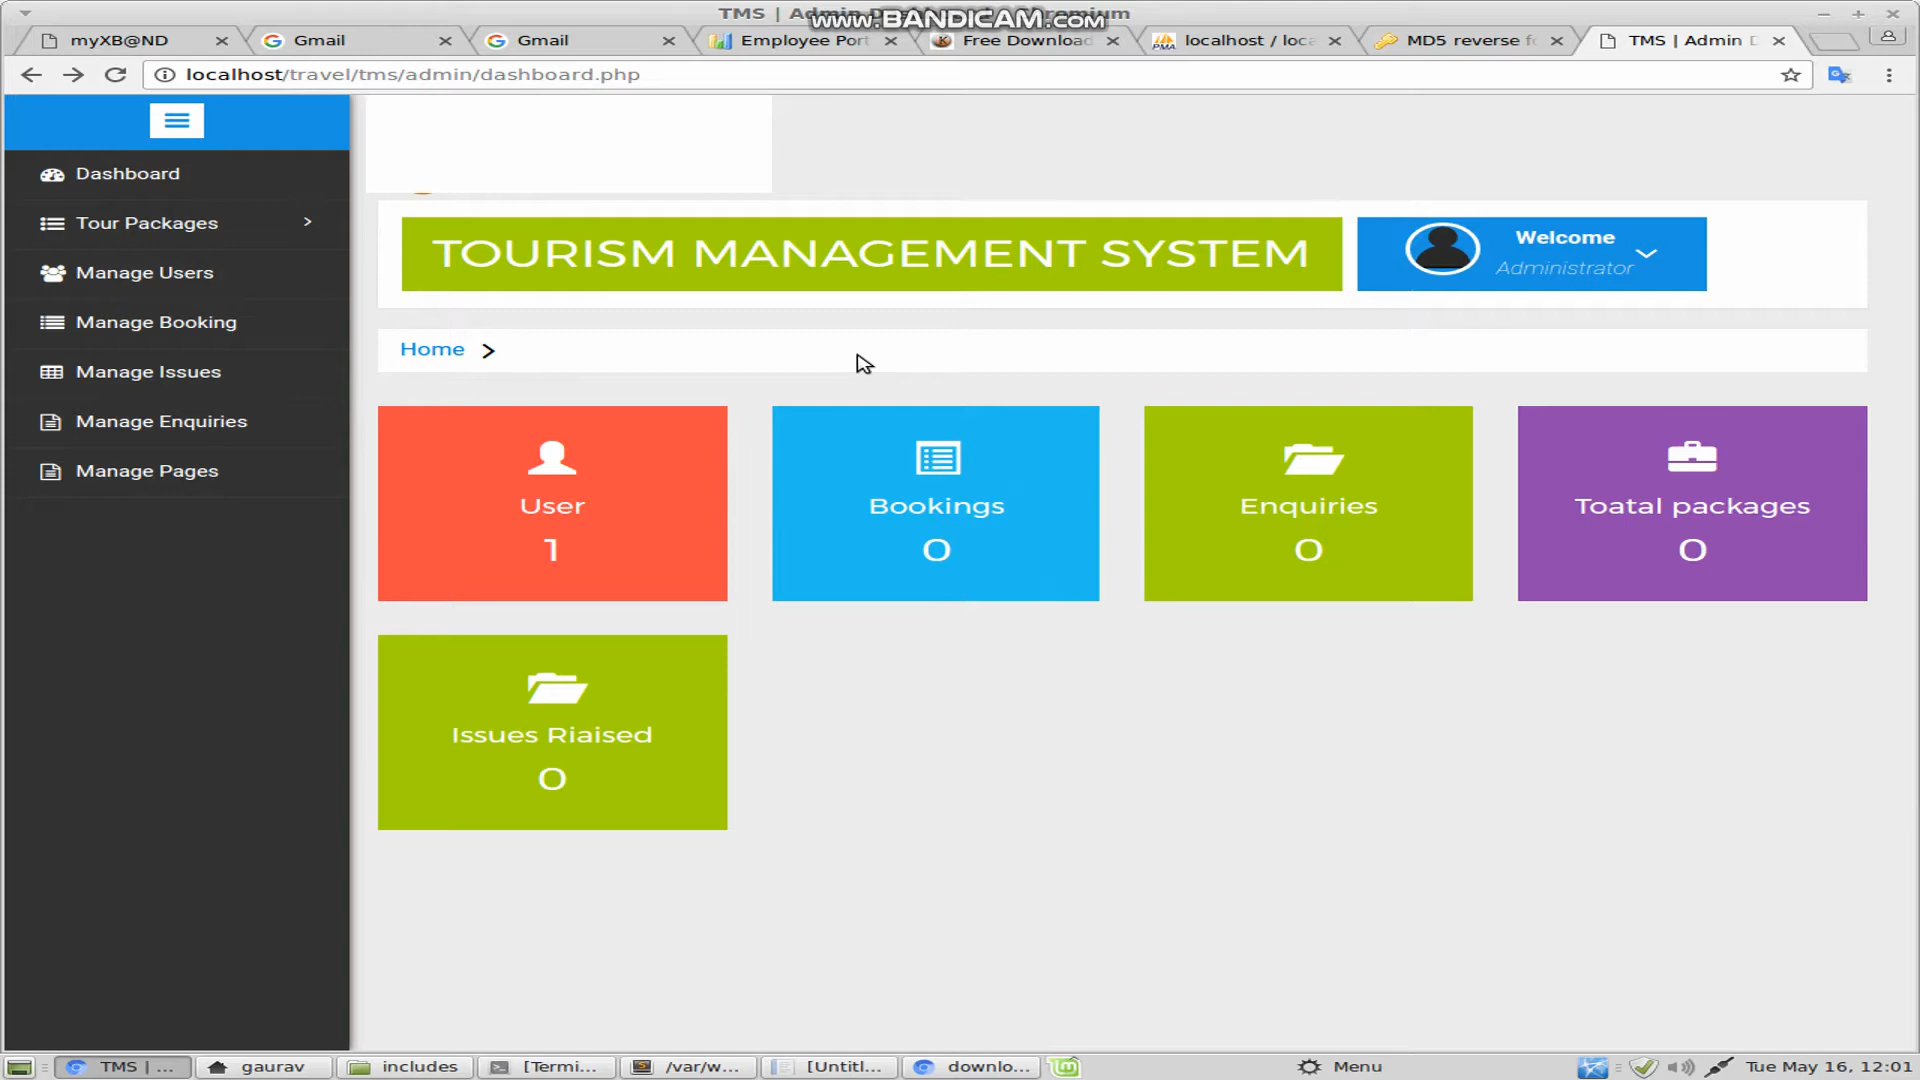 TMS | Admin
www.BANDICAM.com
myXB@ND
Gmail
Gmail
Employee Port
Free Download
localhost / loca
MD5 reverse fo
TMS | Admin D
localhost/travel/tms/admin/dashboard.php
Dashboard
Tour Packages
Manage Users
Manage Booking
Manage Issues
Manage Enquiries
Manage Pages
TOURISM MANAGEMENT SYSTEM
Welcome
Administrator
Home >
User
1
Bookings
0
Enquiries
0
Toatal packages
0
Issues Riaised
0
TMS | ...
gaurav
includes
[Termi...
/var/w...
[Untitl...
downlo...
Menu
Tue May 16, 12:01